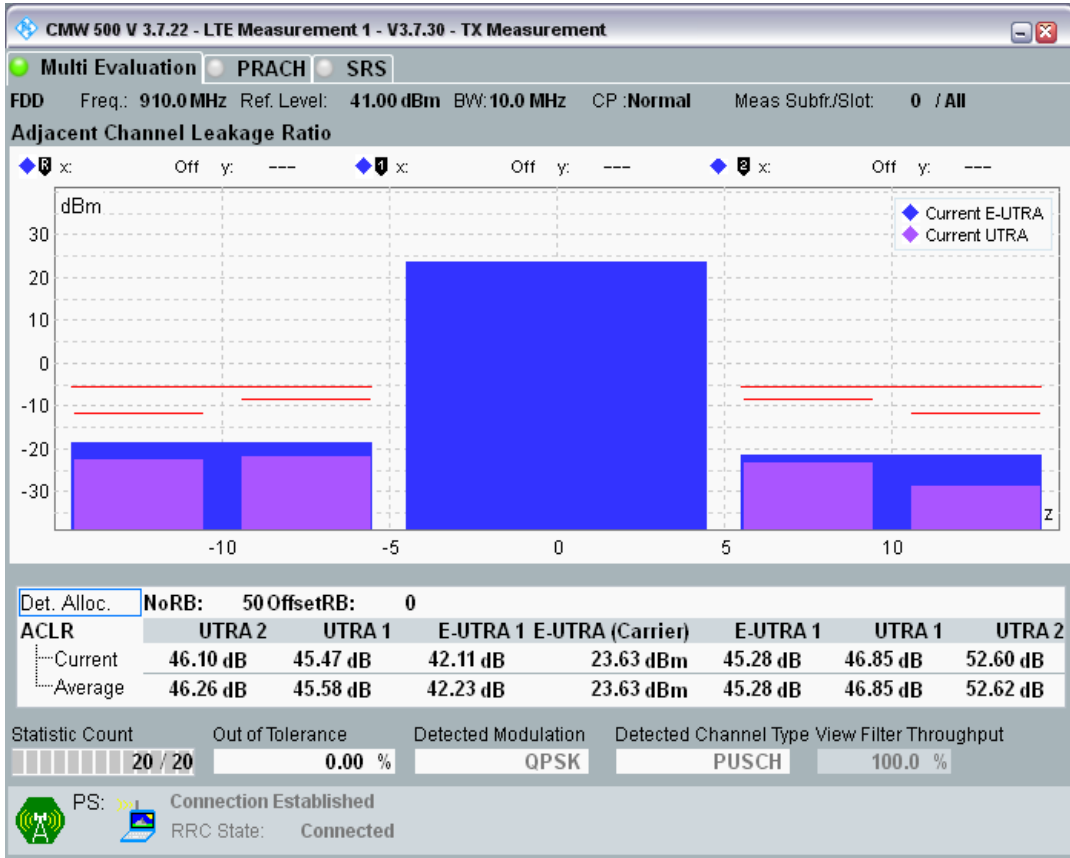 CMW 500 V 3.7.22 - LTE Measurement 1 - V3.7.30 - TX Measurement
Multi Evaluation PRACH SRS
FDD Freq.: 910.0 MHz Ref. Level: 41.00 dBm BW: 10.0 MHz CP :Normal Meas Subfr./Slot: 0 / All
Adjacent Channel Leakage Ratio
R x: Off y: --- 1 x: Off y: --- 2 x: Off y: ---
dBm
Current E-UTRA
Current UTRA
30
20
10
0
-10
-20
-30
z
-10 -5 0 5 10
Det. Alloc. NoRB: 50 OffsetRB: 0
ACLR UTRA 2 UTRA 1 E-UTRA 1 E-UTRA (Carrier) E-UTRA 1 UTRA 1 UTRA 2
Current 46.10 dB 45.47 dB 42.11 dB 23.63 dBm 45.28 dB 46.85 dB 52.60 dB
Average 46.26 dB 45.58 dB 42.23 dB 23.63 dBm 45.28 dB 46.85 dB 52.62 dB
Statistic Count Out of Tolerance Detected Modulation Detected Channel Type View Filter Throughput
20 / 20 0.00 % QPSK PUSCH 100.0 %
PS: Connection Established
RRC State: Connected